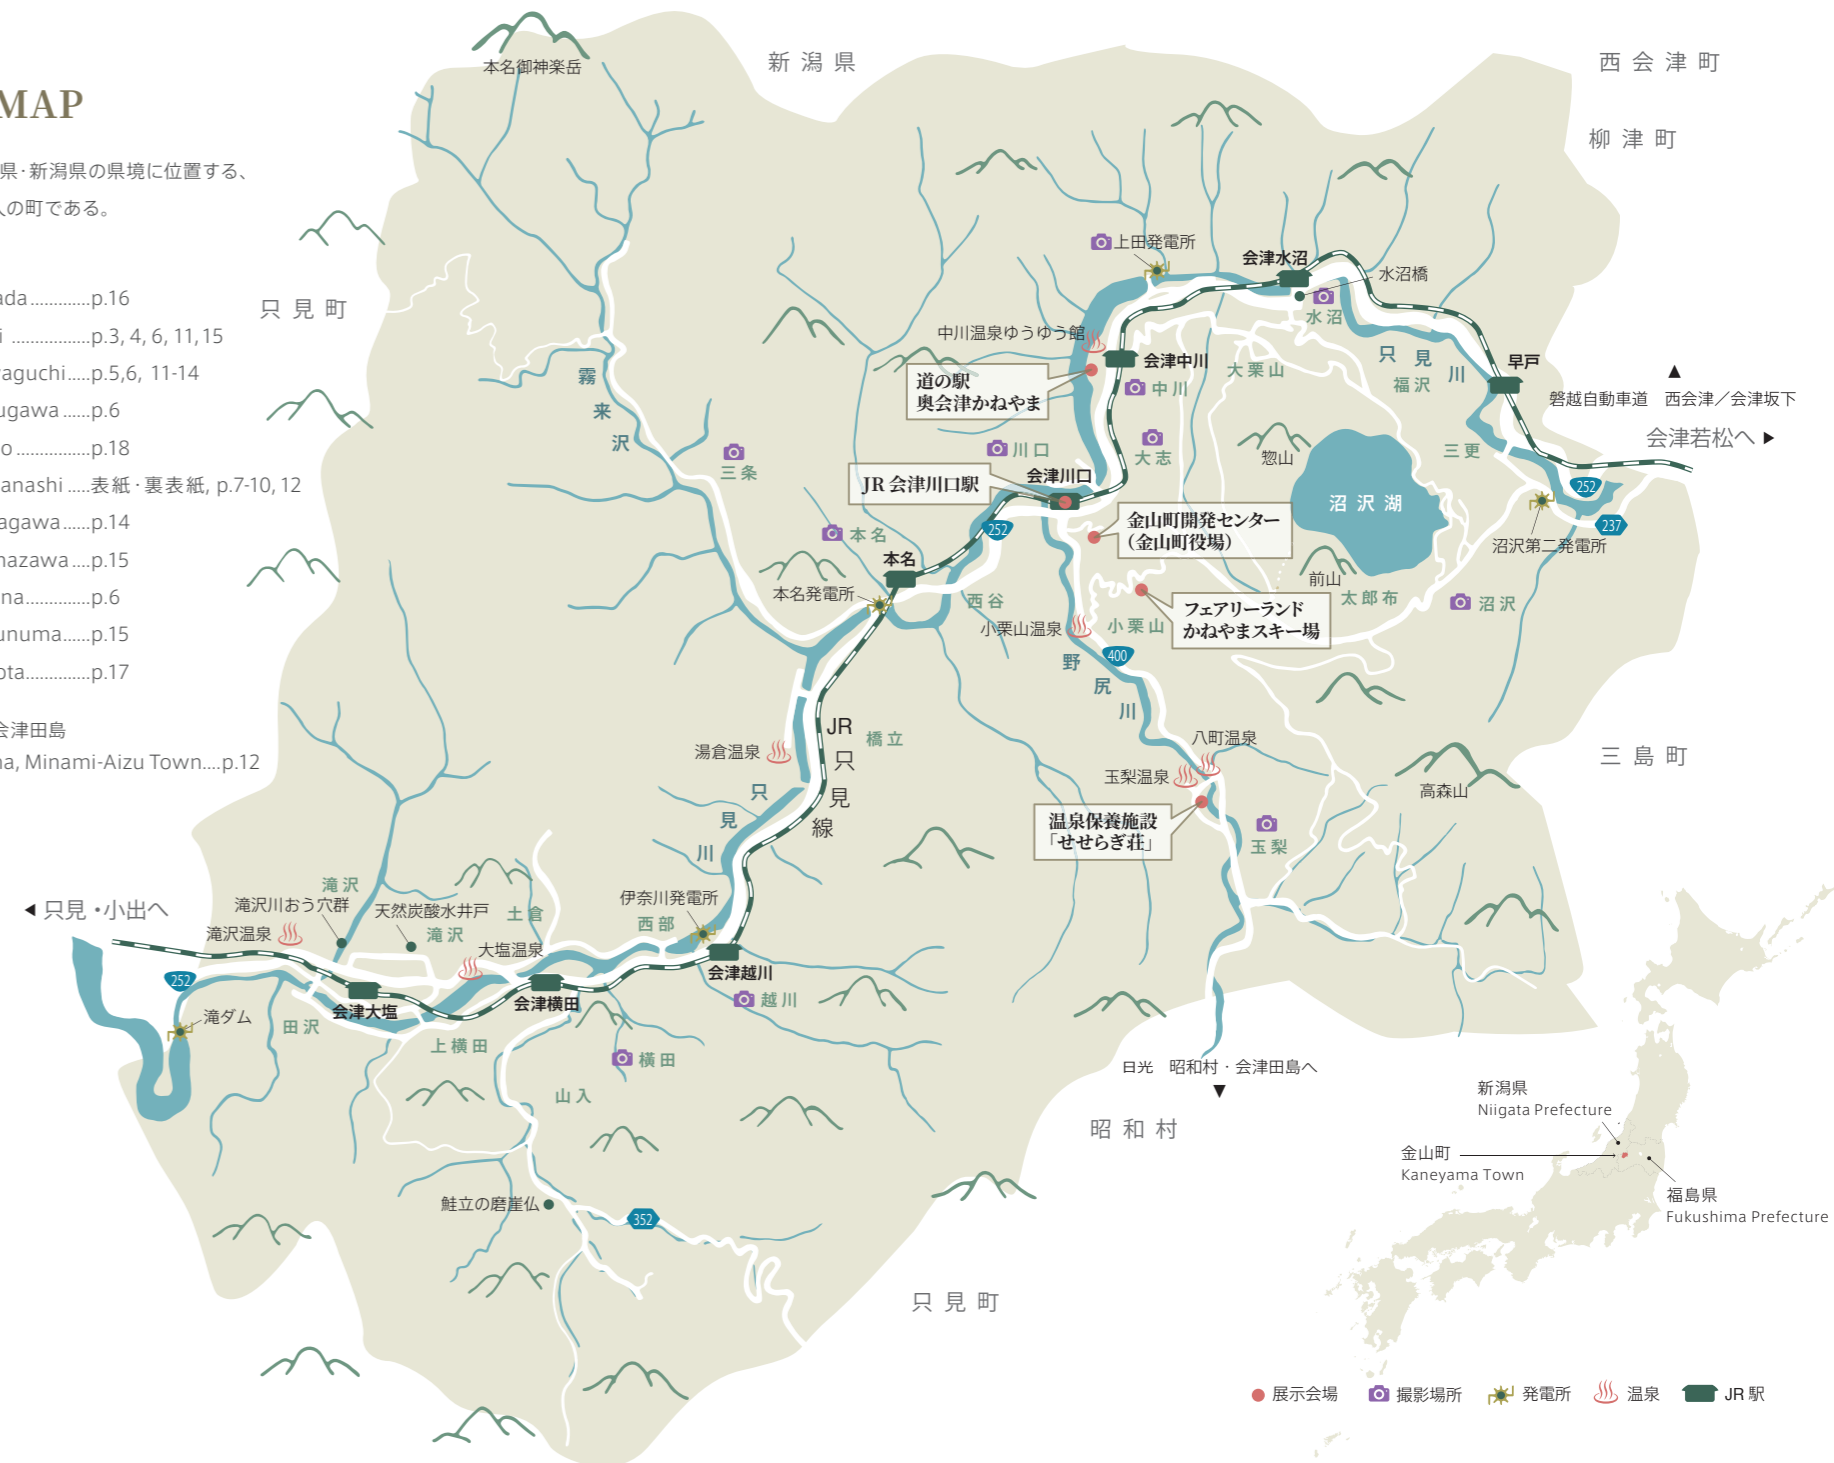 MAP
県・新潟県の県境に位置する、
の町である。
ada............p.16
i ................p.3, 4, 6, 11,15
aguchi.....p.5,6, 11-14
ugawa......p.6
o ...............p.18
anashi.....表紙・裏表紙, p.7-10, 12
agawa......p.14
nazawa....p.15
na.............p.6
unuma......p.15
ota.............p.17
会津田島
na, Minami-Aizu Town....p.12
本名御神楽岳
新潟県
西会津町
柳津町
只見町
上田発電所
会津水沼
水沼橋
水沼
中川温泉ゆうゆう館
会津中川
中川
大栗山
只見川
福沢
早戸
磐越自動車道　西会津／会津坂下
会津若松へ
道の駅
奥会津かねやま
霧来沢
三条
川口
大志
惣山
三更
JR 会津川口駅
会津川口
沼沢湖
252
237
金山町開発センター
（金山町役場）
252
沼沢第二発電所
本名
本名
本名発電所
西谷
前山
太郎布
沼沢
フェアリーランド
かねやまスキー場
小栗山温泉
小栗山
400
野尻川
JR只見線
橋立
湯倉温泉
八町温泉
玉梨温泉
三島町
高森山
只見川
温泉保養施設
「せせらぎ荘」
玉梨
只見・小出へ
滝沢
滝沢川おう穴群
天然炭酸水井戸
滝沢温泉
滝沢
土倉
大塩温泉
伊奈川発電所
西部
会津越川
越川
252
滝ダム
会津大塩
会津横田
田沢
上横田
横田
山入
日光　昭和村・会津田島へ
昭和村
鮭立の磨崖仏
352
只見町
新潟県
Niigata Prefecture
金山町
Kaneyama Town
福島県
Fukushima Prefecture
展示会場
撮影場所
発電所
温泉
JR 駅